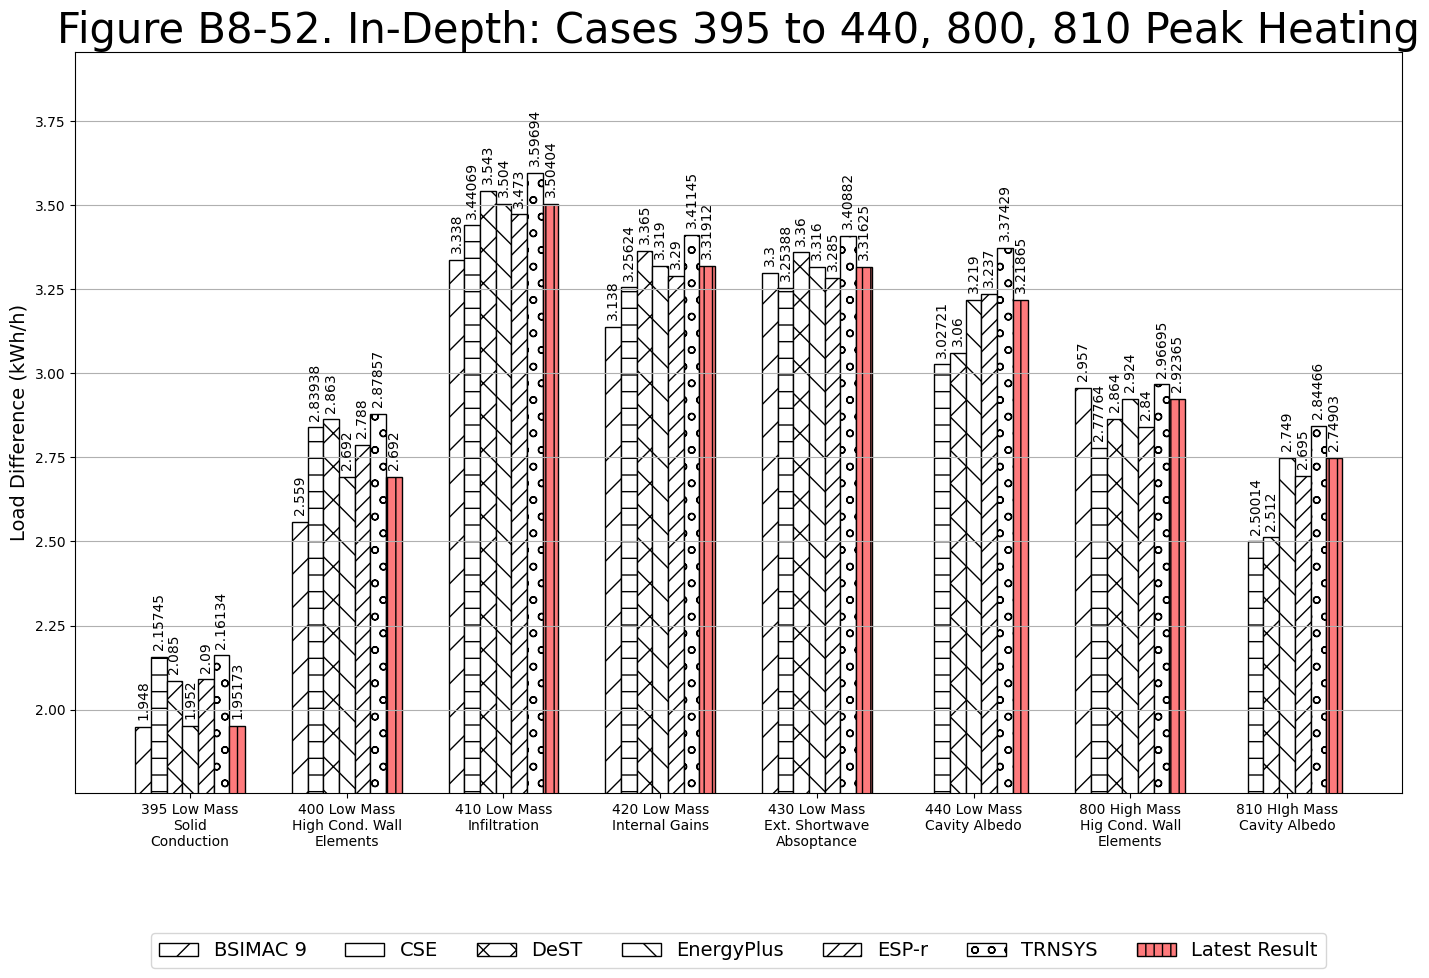 Figure B8-52. In-Depth: Cases 395 to 440, 800, 810 Peak Heating
Load Difference (kWh/h)
3.75
3.50
3.25
3.00
2.75
2.50
2.25
2.00
1.948
2.15745
2.085
1.952
2.09
2.16134
1.95173
2.559
2.83938
2.863
2.692
2.788
2.87857
2.692
3.338
3.44069
3.543
3.504
3.473
3.59694
3.50404
3.138
3.25624
3.365
3.319
3.29
3.41145
3.31912
3.3
3.25388
3.36
3.316
3.285
3.40882
3.31625
3.02721
3.06
3.219
3.237
3.37429
3.21865
2.957
2.77764
2.864
2.924
2.84
2.96695
2.92365
2.50014
2.512
2.749
2.695
2.84466
2.74903
395 Low Mass
Solid
Conduction
400 Low Mass
High Cond. Wall
Elements
410 Low Mass
Infiltration
420 Low Mass
Internal Gains
430 Low Mass
Ext. Shortwave
Absoptance
440 Low Mass
Cavity Albedo
800 High Mass
Hig Cond. Wall
Elements
810 HIgh Mass
Cavity Albedo
BSIMAC 9
CSE
DeST
EnergyPlus
ESP-r
TRNSYS
Latest Result